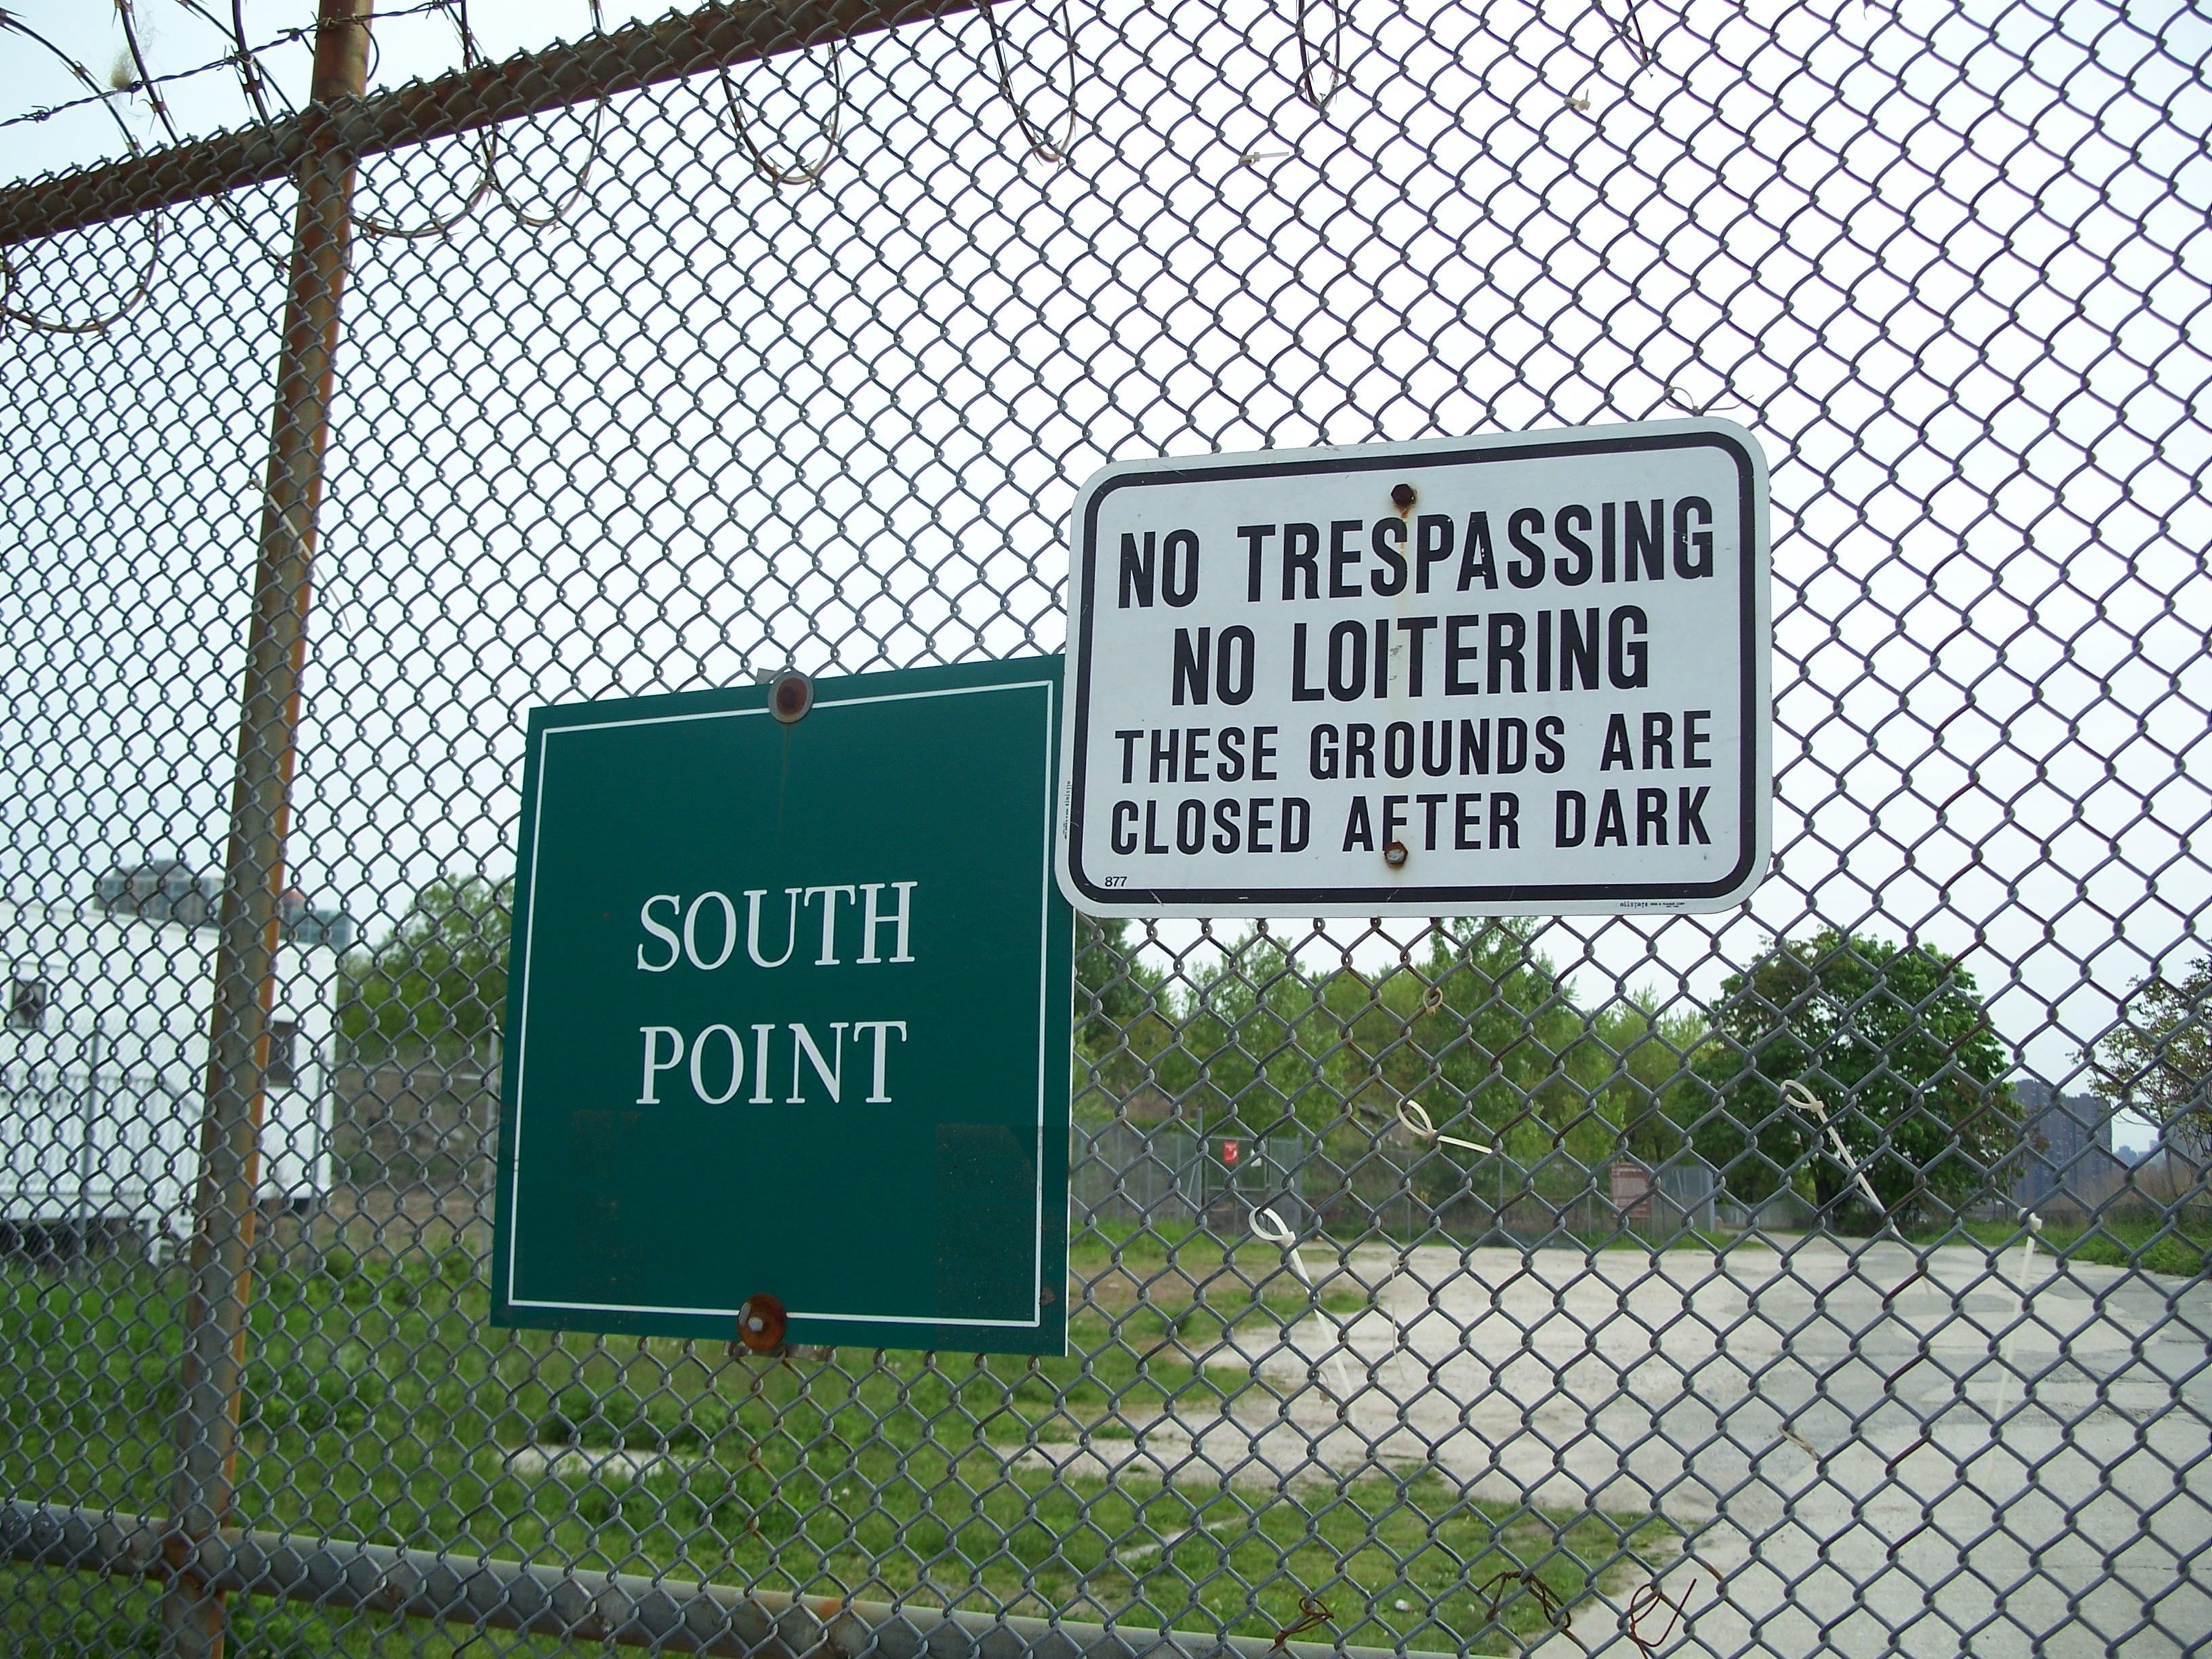 SOUTH
POINT
NO TRESPASSING
NO LOITERING
THESE GROUNDS ARE
CLOSED AFTER DARK
877